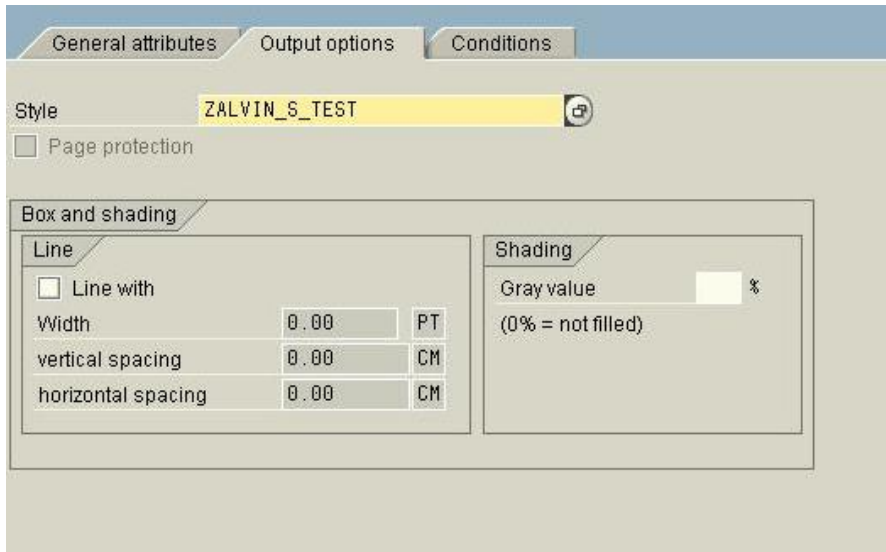 General attributes Output options Conditions
Style ZALVIN_S_TEST
Page protection
Box and shading
Line
Line with
Width 0.00 PT
vertical spacing 0.00 CM
horizontal spacing 0.00 CM
Shading
Gray value %
(0% = not filled)